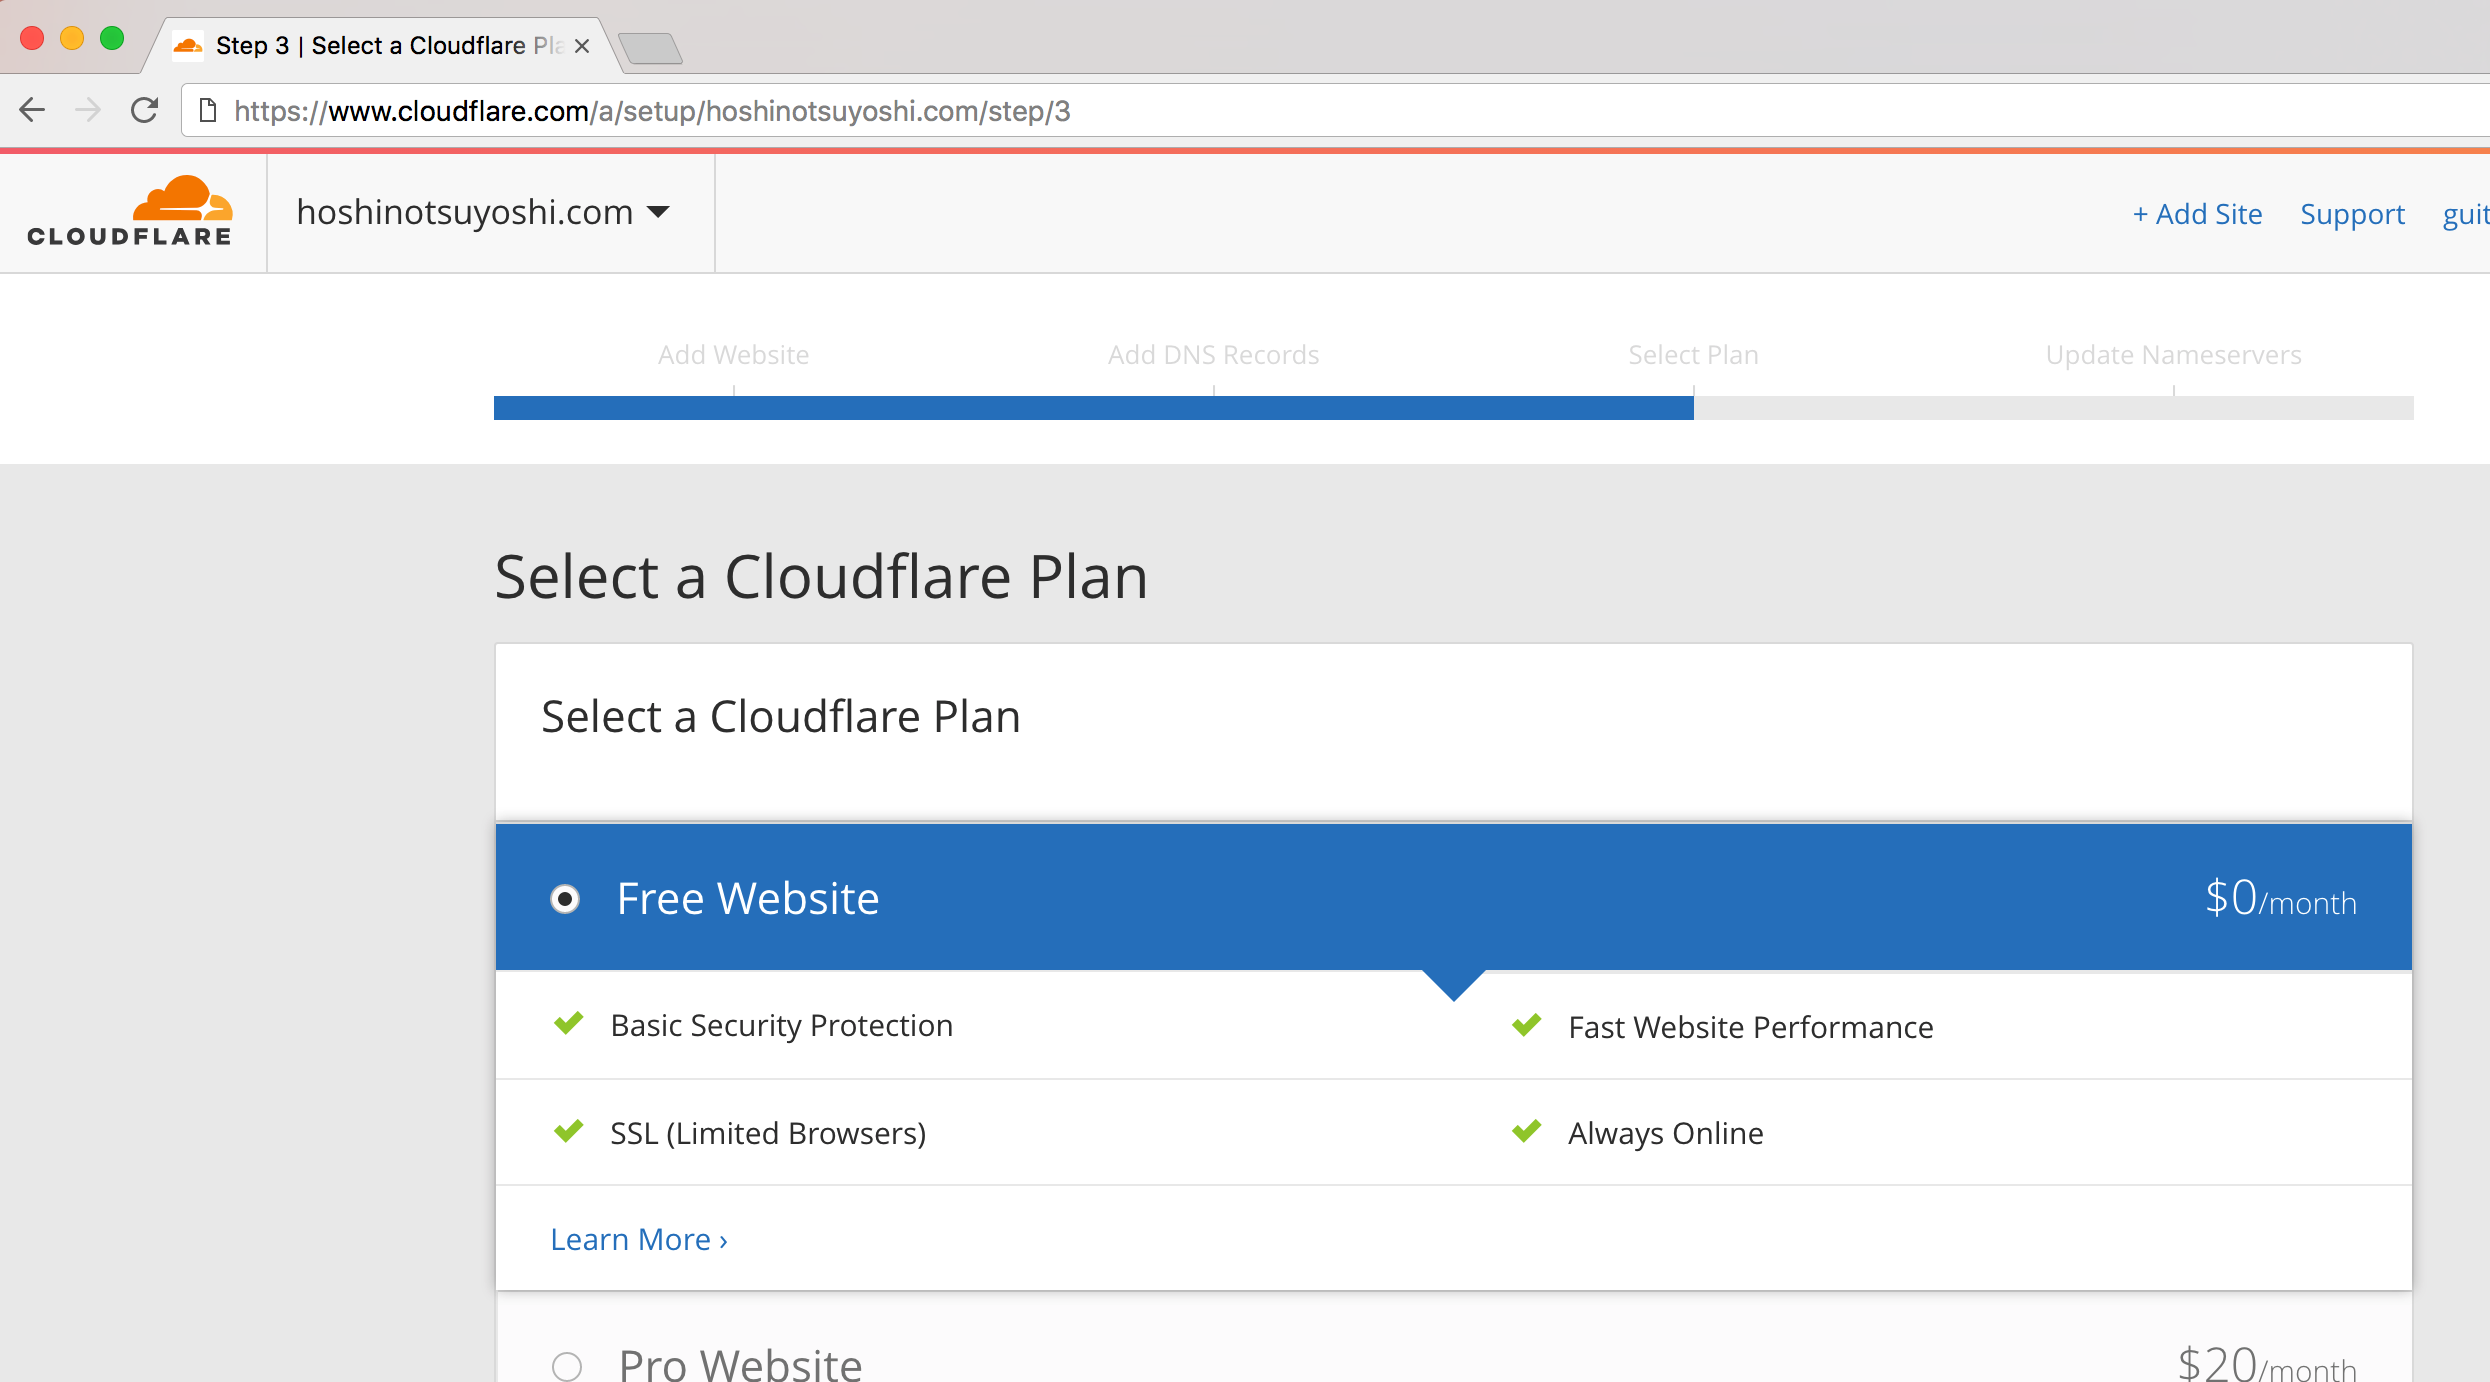 Step 3 | Select a Cloudflare Pla
https://www.cloudflare.com/a/setup/hoshinotsuyoshi.com/step/3
CLOUDFLARE
hoshinotsuyoshi.com
+ Add Site Support guit
Add Website Add DNS Records Select Plan Update Nameservers
Select a Cloudflare Plan
Select a Cloudflare Plan
Free Website $0/month
Basic Security Protection Fast Website Performance
SSL (Limited Browsers) Always Online
Learn More ›
Pro Website $20/month